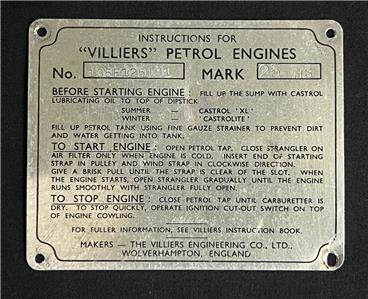 INSTRUCTIONS FOR
"VILLIERS" PETROL ENGINES
No. MARK
BEFORE STARTING ENGINE : FILL UP THE SUMP WITH CASTROL
LUBRICATING OIL TO TOP OF DIPSTICK
SUMMER — CASTROL 'XL'
WINTER — 'CASTROLITE'
FILL UP PETROL TANK USING FINE GAUZE STRAINER TO PREVENT DIRT
AND WATER GETTING INTO TANK.
TO START ENGINE : OPEN PETROL TAP, CLOSE STRANGLER ON
AIR FILTER ONLY WHEN ENGINE IS COLD, INSERT END OF STARTING
STRAP IN PULLEY AND WIND STRAP IN CLOCKWISE DIRECTION.
GIVE A BRISK PULL UNTIL THE STRAP IS CLEAR OF THE SLOT. WHEN
THE ENGINE STARTS, OPEN STRANGLER GRADUALLY UNTIL THE ENGINE
RUNS SMOOTHLY WITH STRANGLER FULLY OPEN.
TO STOP ENGINE : CLOSE PETROL TAP UNTIL CARBURETTER IS
DRY. TO STOP QUICKLY, OPERATE IGNITION CUT-OUT SWITCH ON TOP
OF ENGINE COWLING.
FOR FULLER INFORMATION, SEE VILLIERS INSTRUCTION BOOK.
MAKERS — THE VILLIERS ENGINEERING CO., LTD.,
WOLVERHAMPTON, ENGLAND